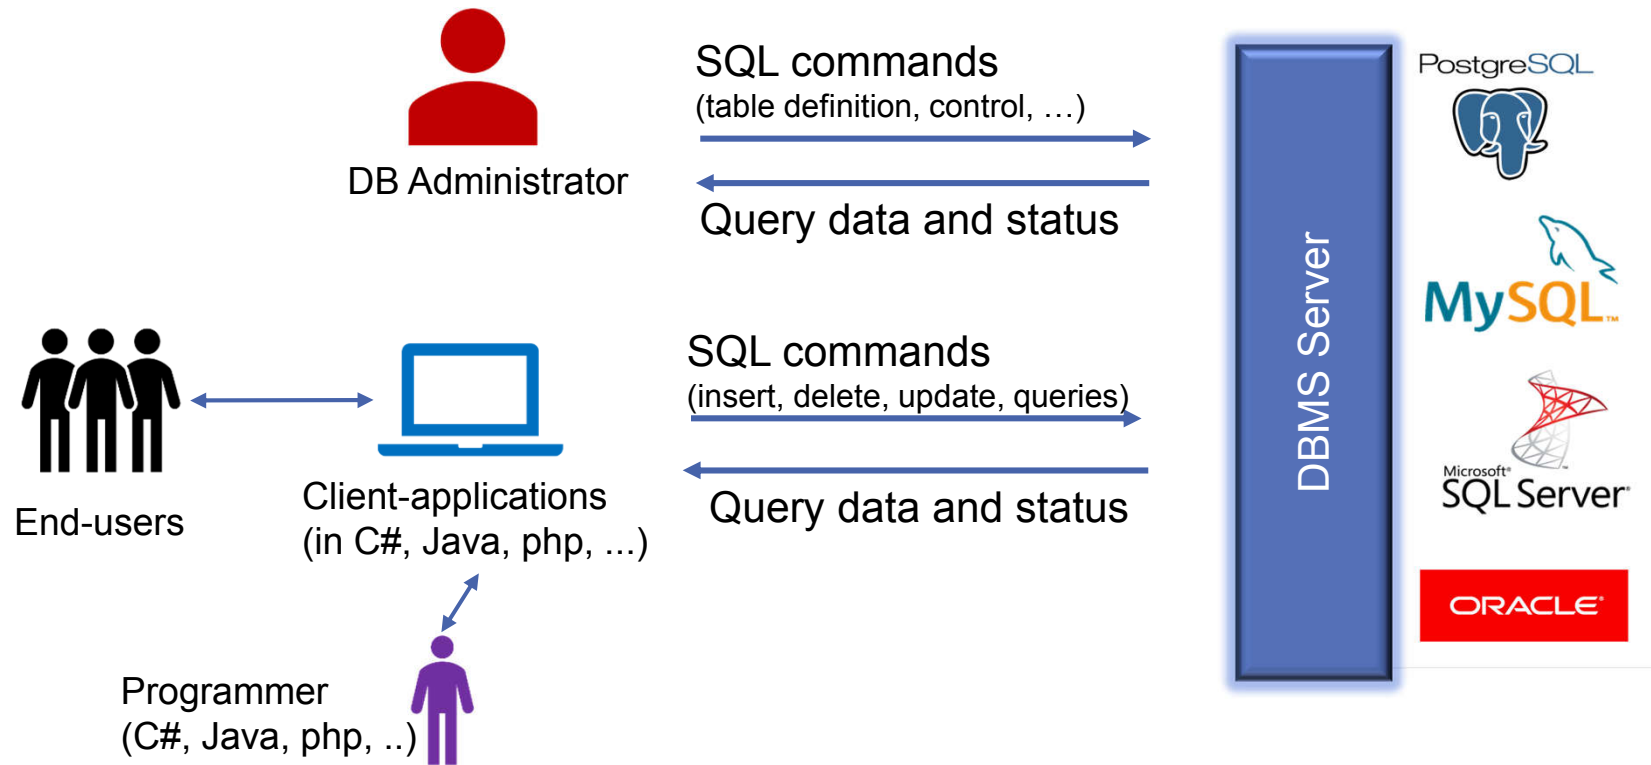 SQL commands
(table definition, control, …)
DB Administrator
Query data and status
End-users
Client-applications
(in C#, Java, php, ...)
SQL commands
(insert, delete, update, queries)
Query data and status
Programmer
(C#, Java, php, ..)
DBMS Server
PostgreSQL
MySQL™
Microsoft®
SQL Server®
ORACLE®